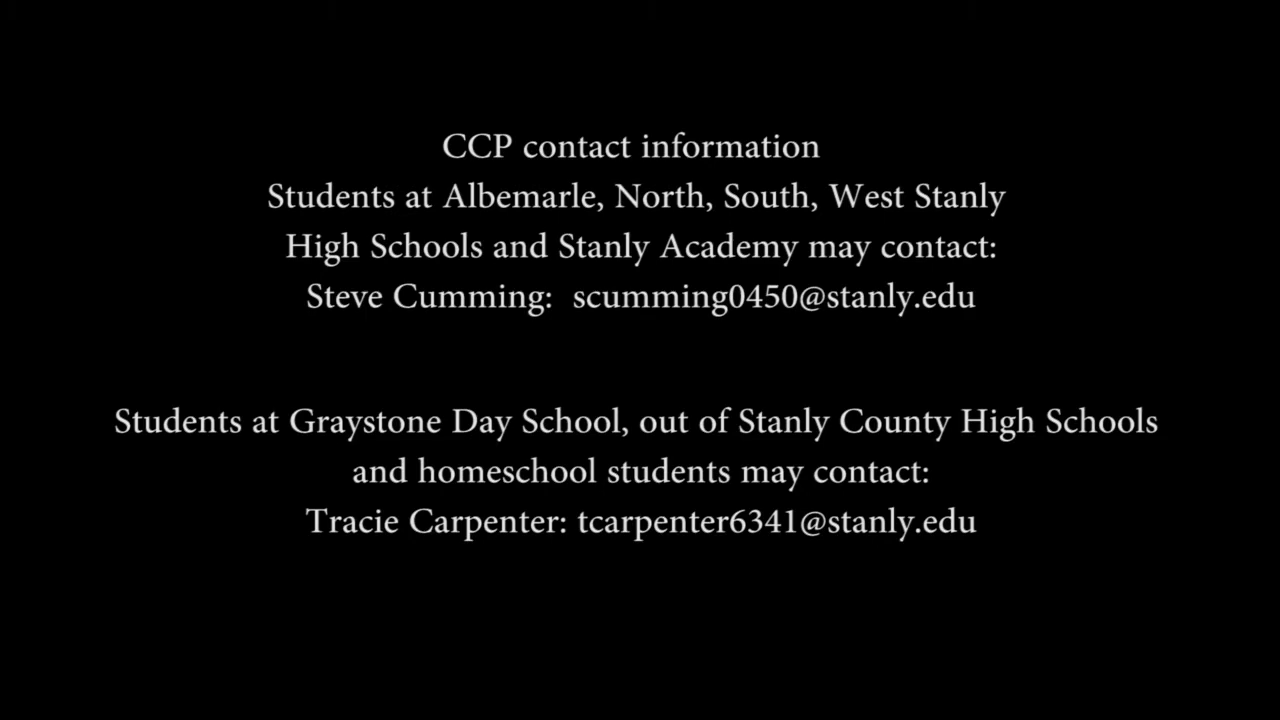 CCP contact information
Students at Albemarle, North, South, West Stanly
High Schools and Stanly Academy may contact:
Steve Cumming:  scumming0450@stanly.edu
Students at Graystone Day School, out of Stanly County High Schools
and homeschool students may contact:
Tracie Carpenter: tcarpenter6341@stanly.edu